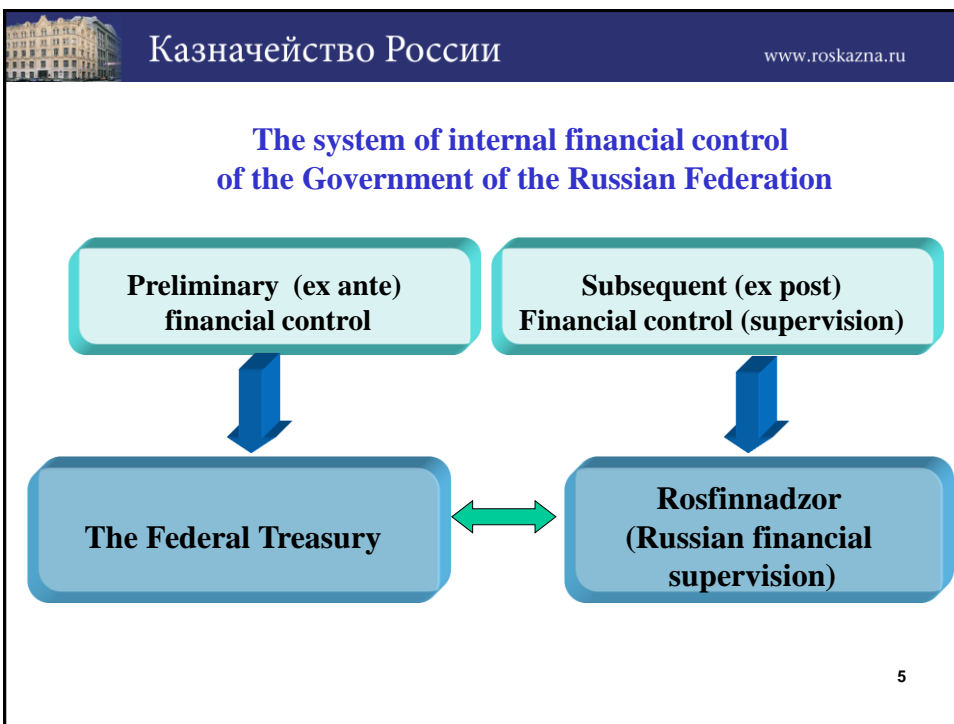 Казначейство России
www.roskazna.ru
The system of internal financial control
of the Government of the Russian Federation
Preliminary (ex ante)
financial control
Subsequent (ex post)
Financial control (supervision)
The Federal Treasury
Rosfinnadzor
(Russian financial
supervision)
5